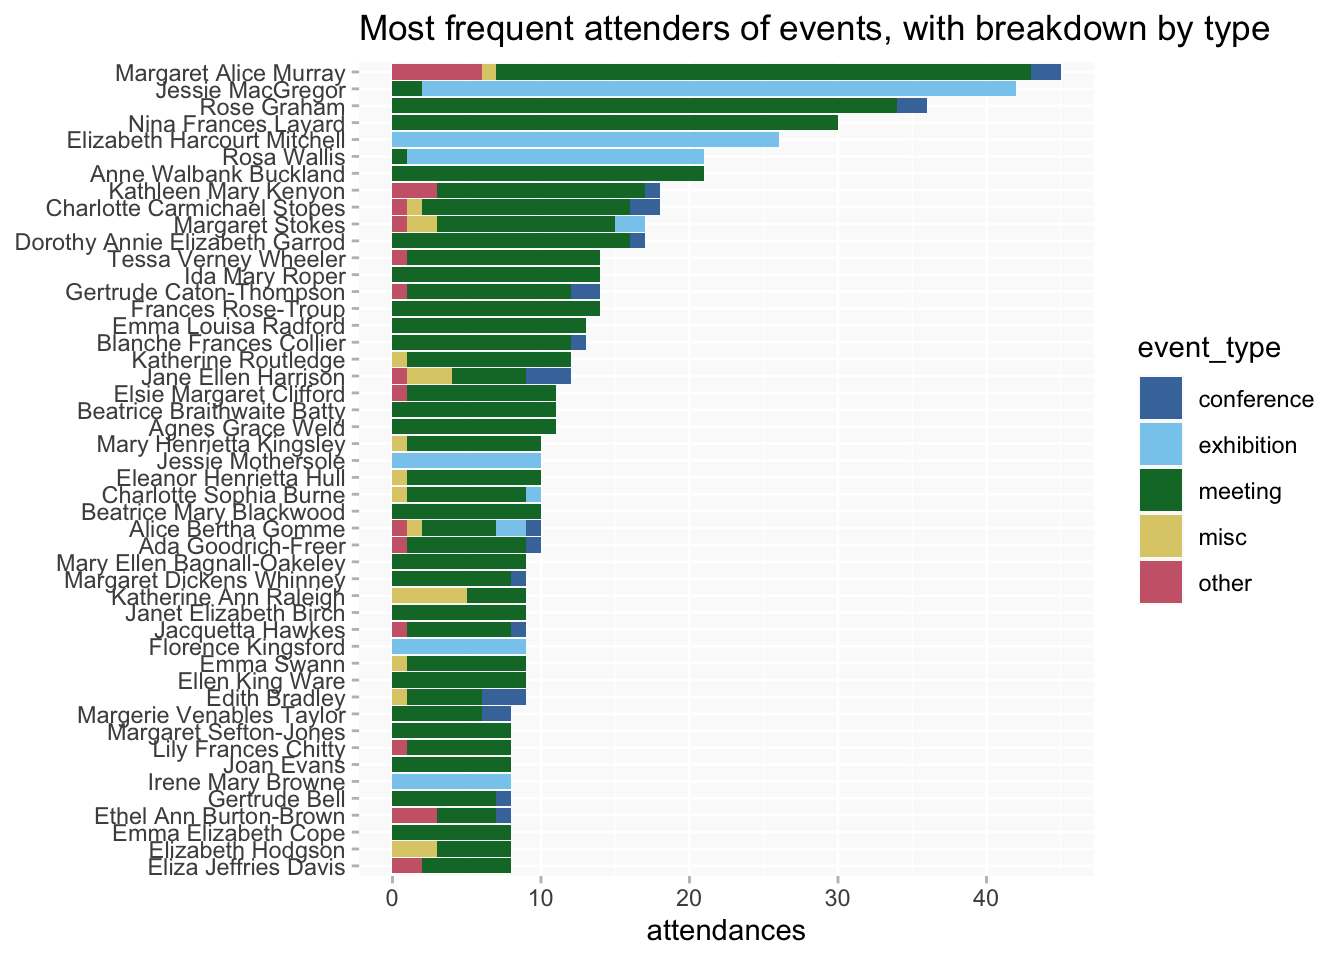 Most frequent attenders of events, with breakdown by type
Margaret Alice Murray
Jessie MacGregor
Rose Graham
Nina Frances Layard
Elizabeth Harcourt Mitchell
Rosa Wallis
Anne Walbank Buckland
Kathleen Mary Kenyon
Charlotte Carmichael Stopes
Margaret Stokes
Dorothy Annie Elizabeth Garrod
Tessa Verney Wheeler
Ida Mary Roper
Gertrude Caton-Thompson
Frances Rose-Troup
Emma Louisa Radford
Blanche Frances Collier
Katherine Routledge
Jane Ellen Harrison
Elsie Margaret Clifford
Beatrice Braithwaite Batty
Agnes Grace Weld
Mary Henrietta Kingsley
Jessie Mothersole
Eleanor Henrietta Hull
Charlotte Sophia Burne
Beatrice Mary Blackwood
Alice Bertha Gomme
Ada Goodrich-Freer
Mary Ellen Bagnall-Oakeley
Margaret Dickens Whinney
Katherine Ann Raleigh
Janet Elizabeth Birch
Jacquetta Hawkes
Florence Kingsford
Emma Swann
Ellen King Ware
Edith Bradley
Margerie Venables Taylor
Margaret Sefton-Jones
Lily Frances Chitty
Joan Evans
Irene Mary Browne
Gertrude Bell
Ethel Ann Burton-Brown
Emma Elizabeth Cope
Elizabeth Hodgson
Eliza Jeffries Davis
0 10 20 30 40
attendances
event_type
conference
exhibition
meeting
misc
other